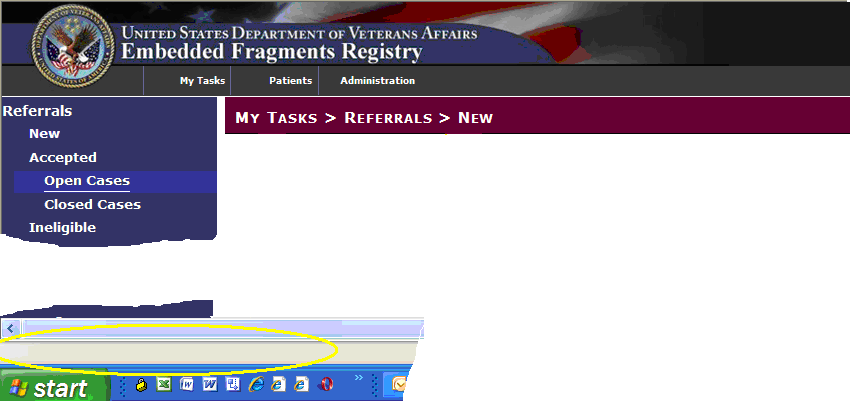 UNITED STATES DEPARTMENT OF VETERANS AFFAIRS
Embedded Fragments Registry
My Tasks Patients Administration
Referrals
MY TASKS > REFERRALS > NEW
New
Accepted
Open Cases
Closed Cases
Ineligible
start